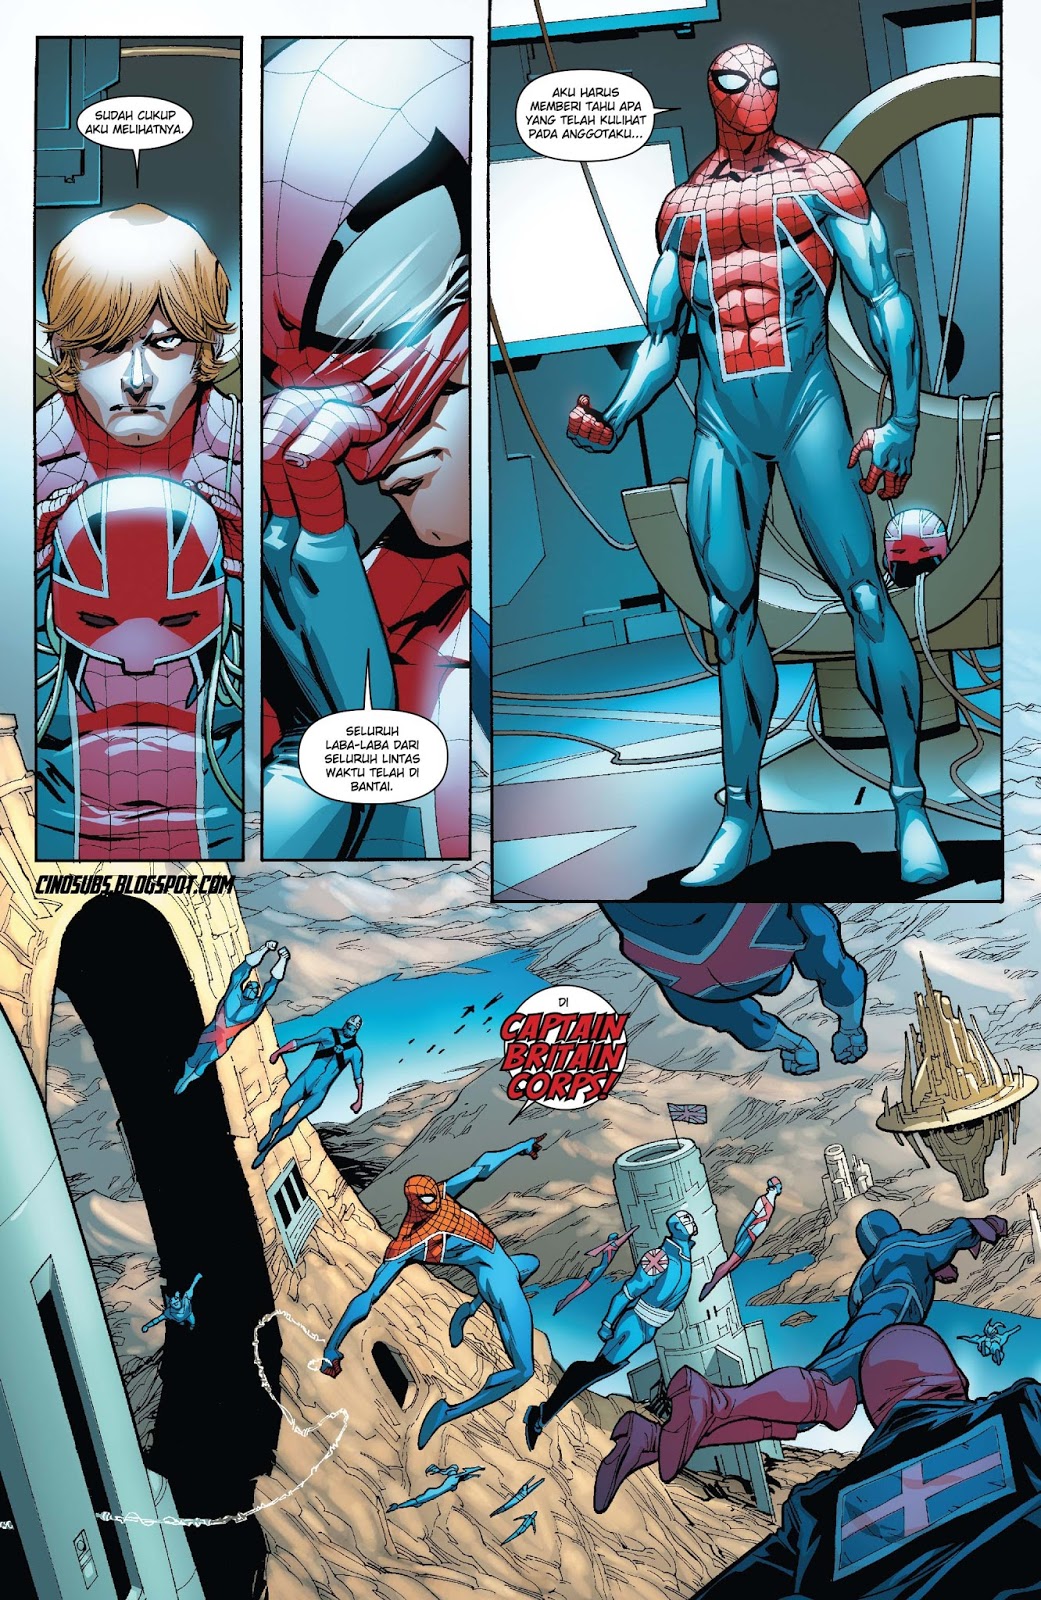 SUDAH CUKUP
AKU MELIHATNYA.
SELURUH
LABA-LABA DARI
SELURUH LINTAS
WAKTU TELAH DI
BANTAI.
AKU HARUS
MEMBERI TAHU APA
YANG TELAH KULIHAT
PADA ANGGOTAKU...
CINOSUBS.BLOGSPOT.COM
DI
CAPTAIN
BRITAIN
CORPS!